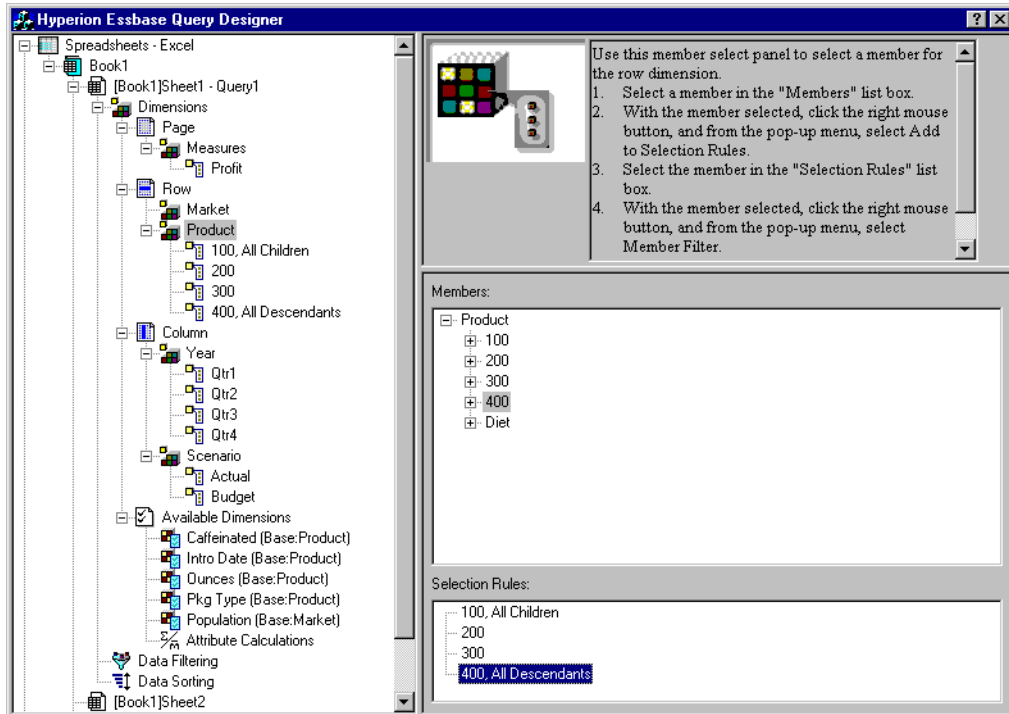 Hyperion Essbase Query Designer
Spreadsheets - Excel
Book1
[Book1]Sheet1 - Query1
Dimensions
Page
Measures
Profit
Row
Market
Product
100, All Children
200
300
400, All Descendants
Column
Year
Qtr1
Qtr2
Qtr3
Qtr4
Scenario
Actual
Budget
Available Dimensions
Caffeinated (Base:Product)
Intro Date (Base:Product)
Ounces (Base:Product)
Pkg Type (Base:Product)
Population (Base:Market)
Attribute Calculations
Data Filtering
Data Sorting
[Book1]Sheet2
Use this member select panel to select a member for
the row dimension.
1. Select a member in the "Members" list box.
2. With the member selected, click the right mouse
button, and from the pop-up menu, select Add
to Selection Rules.
3. Select the member in the "Selection Rules" list
box.
4. With the member selected, click the right mouse
button, and from the pop-up menu, select
Member Filter.
Members:
Product
100
200
300
400
Diet
Selection Rules:
100, All Children
200
300
400, All Descendants